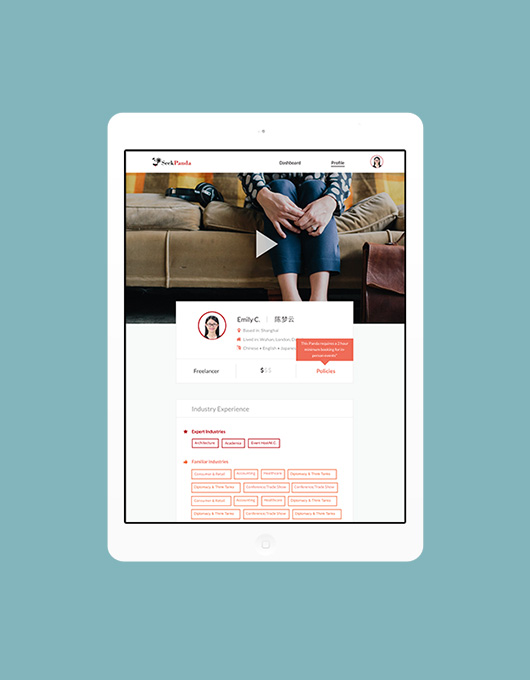 SeekPanda
Dashboard
Profile
Emily C. | 陈梦云
Based in: Shanghai
Lived in: Wuhan, London,
Chinese • English • Japanese
This Panda requires a 2 hour
minimum booking for in-
person events*
Freelancer
$$$
Policies
Industry Experience
Expert Industries
Architecture
Academia
Even Health C.
Familiar Industries
Consumer & Retail
Accounting
Healthcare
Diplomacy & Think Tanks
Diplomacy & Think Tanks
Conference/Trade Show
Conference/Trade Show
Consumer & Retail
Accounting
Healthcare
Diplomacy & Think Tanks
Diplomacy & Think Tanks
Conference/Trade Show
Diplomacy & Think Tanks